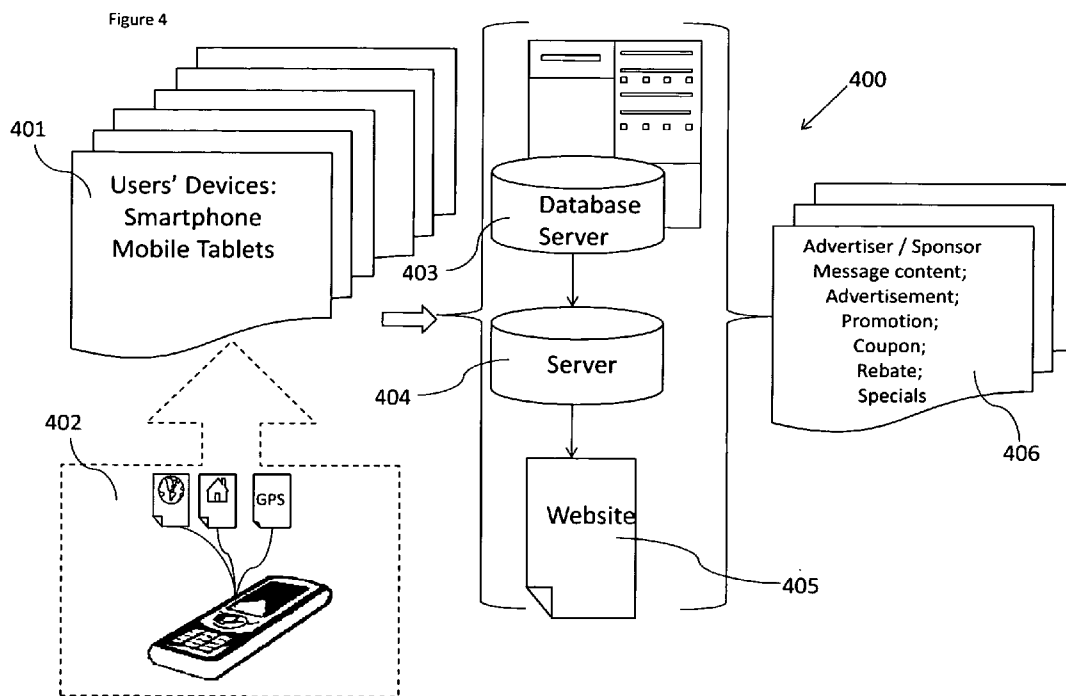 Figure 4
400
401
Users' Devices:
Smartphone
Mobile Tablets
Database
Server
403
Server
404
Website
405
Advertiser / Sponsor
Message content;
Advertisement;
Promotion;
Coupon;
Rebate;
Specials
406
402
GPS